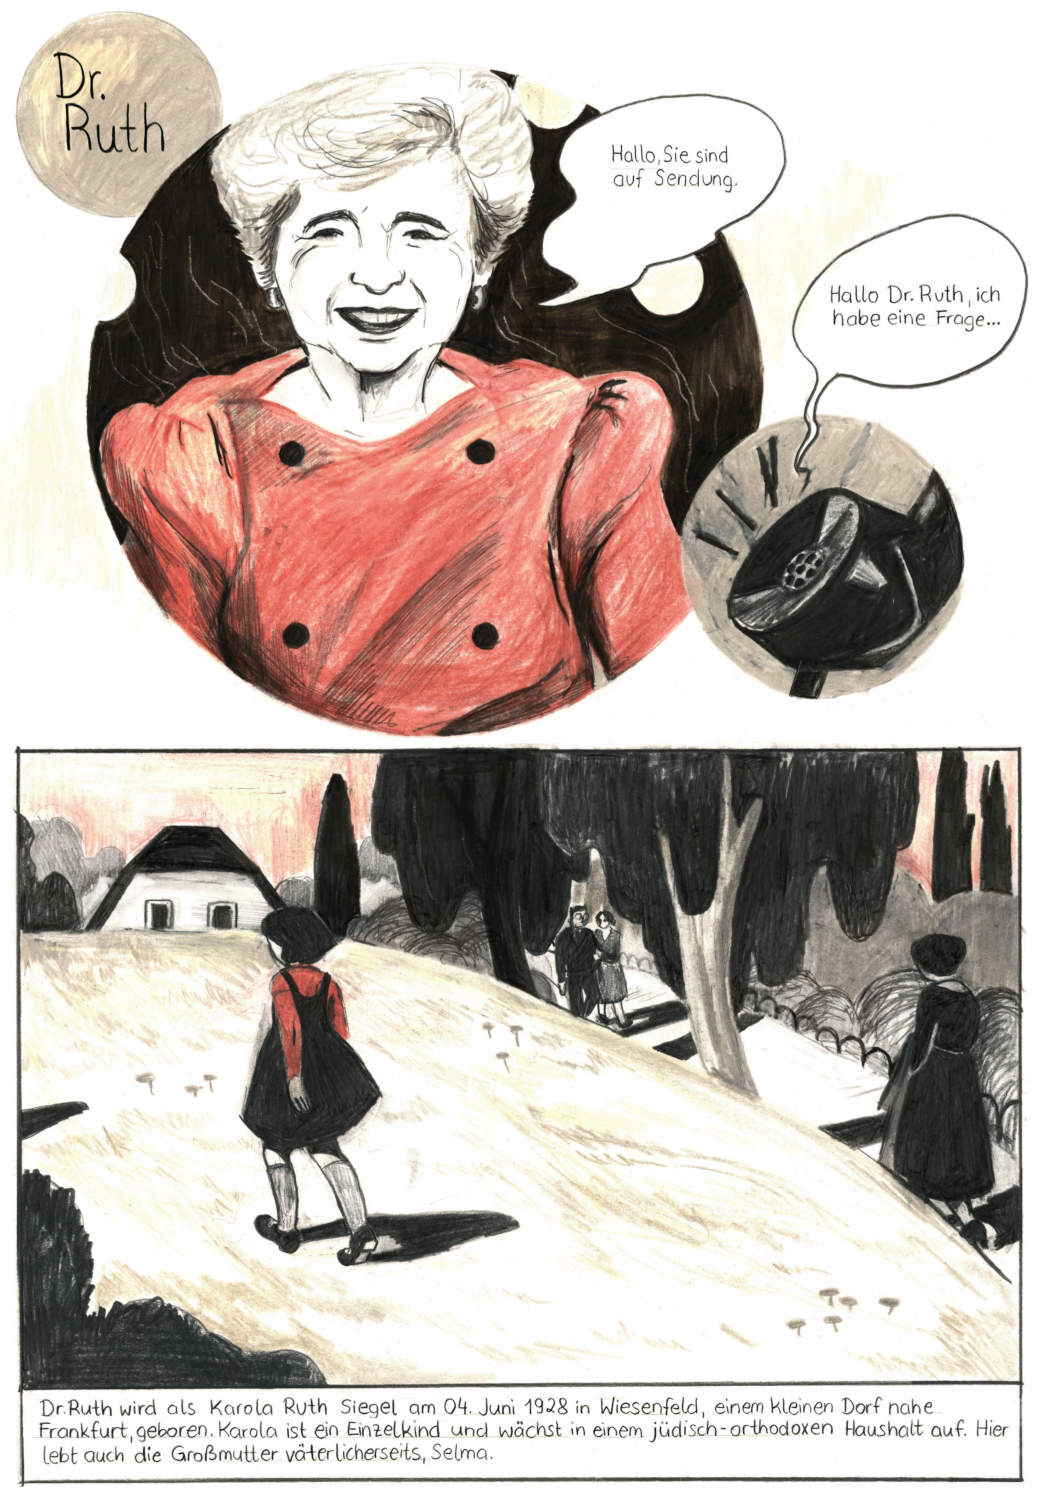 Dr.
Ruth
Hallo, Sie sind
auf Sendung.
Hallo Dr. Ruth, ich
habe eine Frage...
Dr. Ruth wird als Karola Ruth Siegel am 04. Juni 1928 in Wiesenfeld, einem kleinen Dorf nahe
Frankfurt, geboren. Karola ist ein Einzelkind und wächst in einem jüdisch-orthodoxen Haushalt auf. Hier
lebt auch die Großmutter väterlicherseits, Selma.